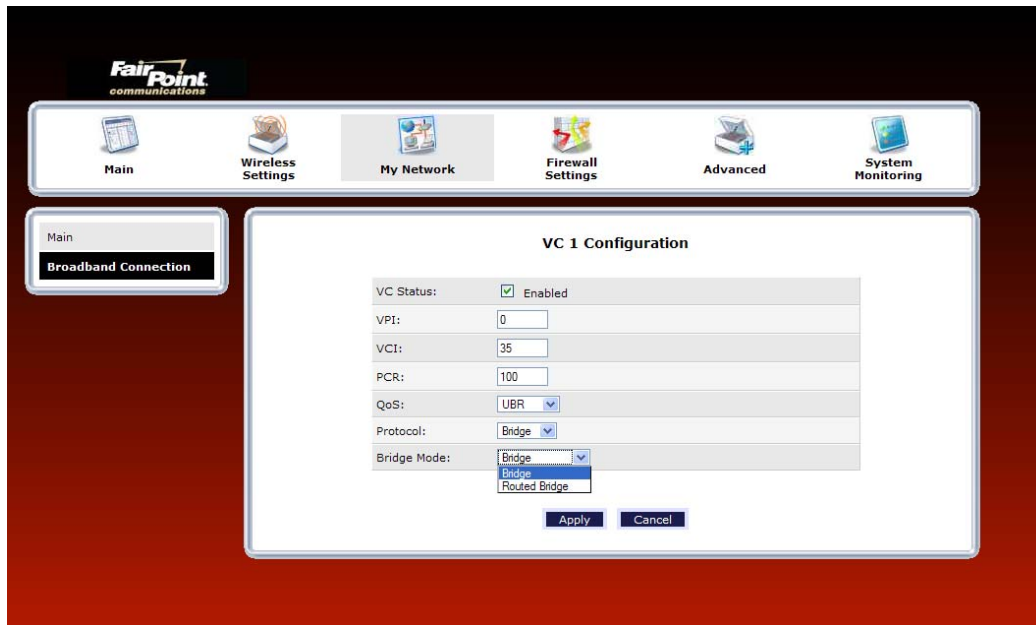 FairPoint.
communications
Main
Wireless Settings
My Network
Firewall Settings
Advanced
System Monitoring
Main
Broadband Connection
VC 1 Configuration
VC Status: Enabled
VPI: 0
VCI: 35
PCR: 100
QoS: UBR
Protocol: Bridge
Bridge Mode: Bridge
Bridge
Routed Bridge
Apply Cancel